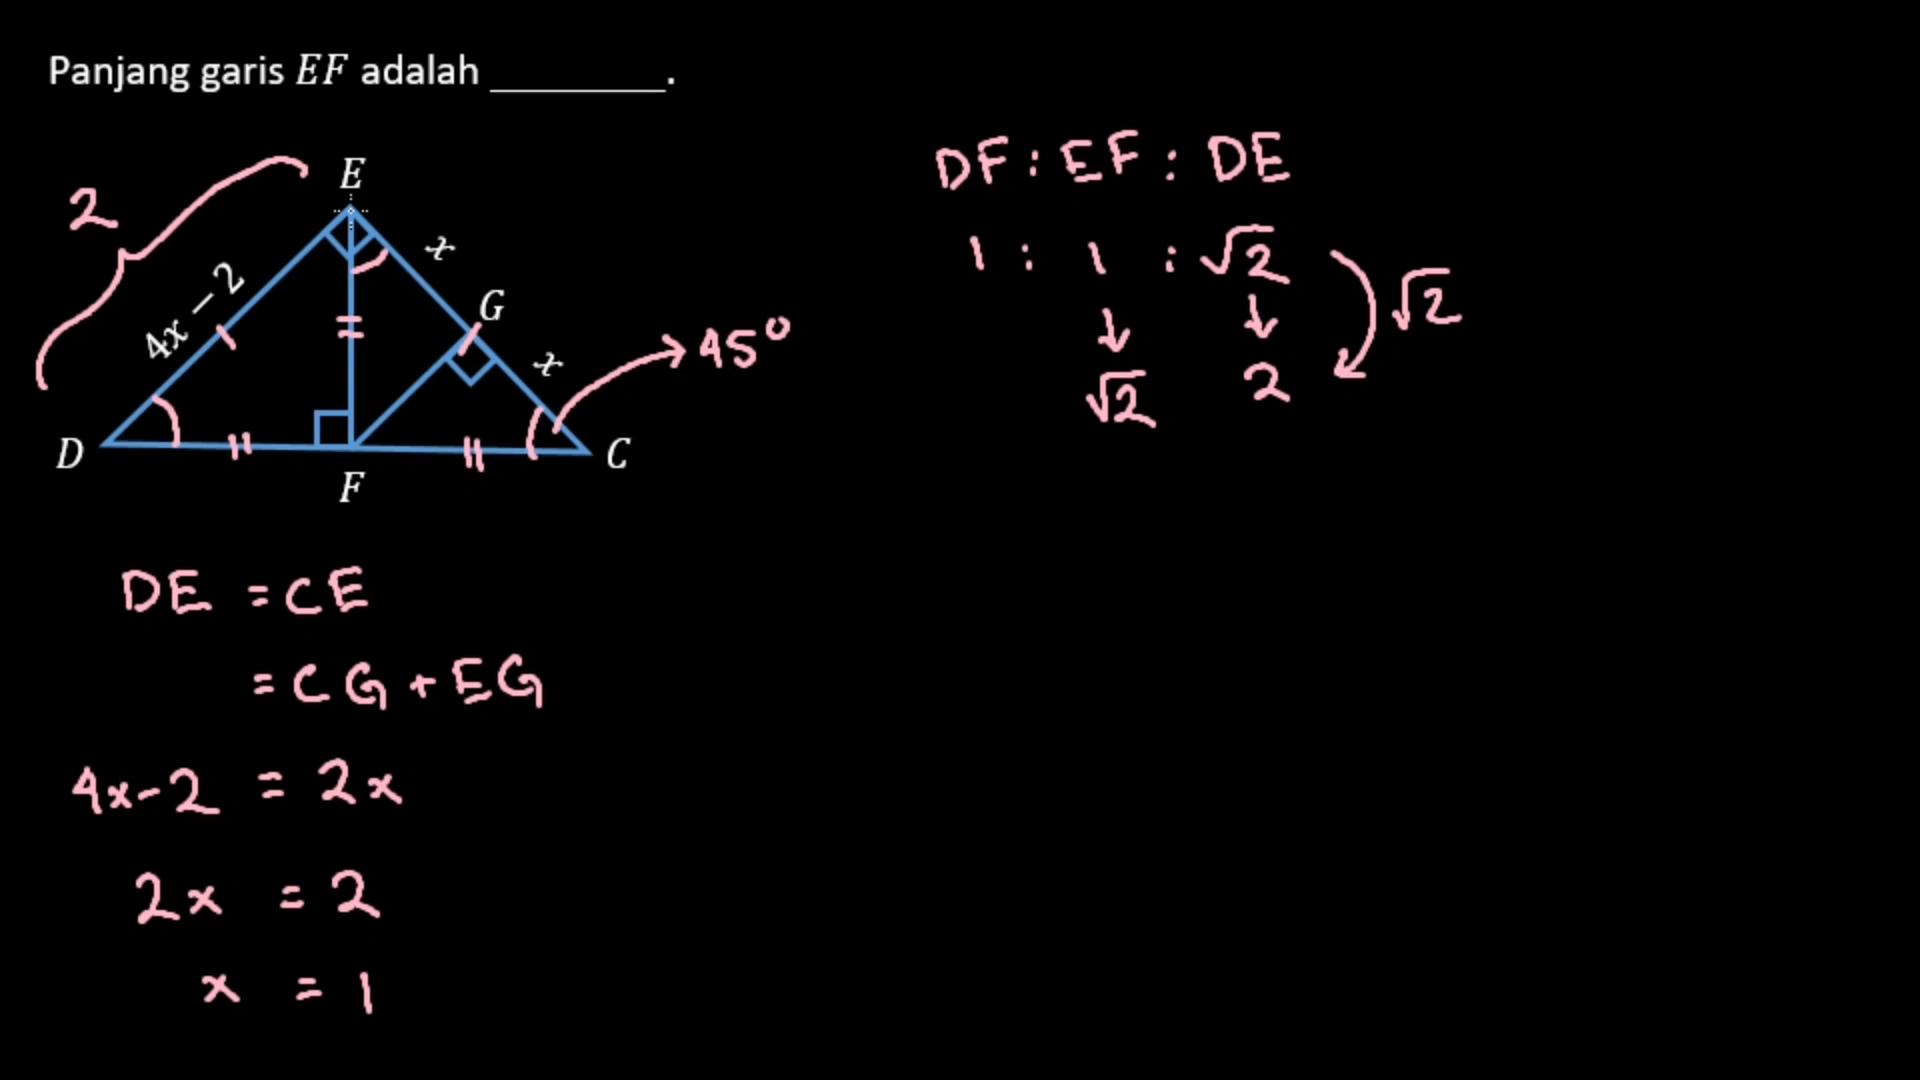 Panjang garis EF adalah ________.
2
E
4x − 2
x
G
x
45°
D
F
C
DE = CE
= CG + EG
4x-2 = 2x
2x = 2
x = 1
DF : EF : DE
1 : 1 : √2
√2
↓ ↓
√2 2